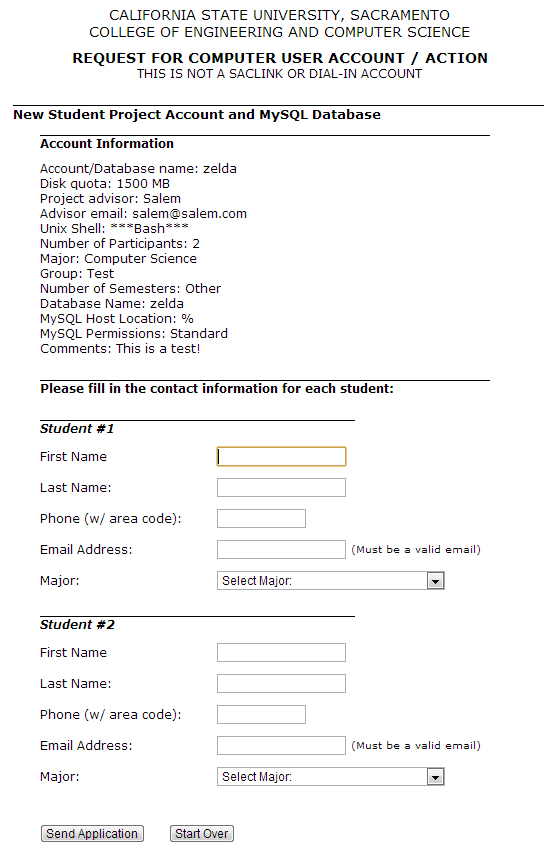 CALIFORNIA STATE UNIVERSITY, SACRAMENTO
COLLEGE OF ENGINEERING AND COMPUTER SCIENCE
REQUEST FOR COMPUTER USER ACCOUNT / ACTION
THIS IS NOT A SACLINK OR DIAL-IN ACCOUNT
New Student Project Account and MySQL Database
Account Information
Account/Database name: zelda
Disk quota: 1500 MB
Project advisor: Salem
Advisor email: salem@salem.com
Unix Shell: ***Bash***
Number of Participants: 2
Major: Computer Science
Group: Test
Number of Semesters: Other
Database Name: zelda
MySQL Host Location: %
MySQL Permissions: Standard
Comments: This is a test!
Please fill in the contact information for each student:
Student #1
First Name
Last Name:
Phone (w/ area code):
Email Address: (Must be a valid email)
Major: Select Major:
Student #2
First Name
Last Name:
Phone (w/ area code):
Email Address: (Must be a valid email)
Major: Select Major:
Send Application Start Over